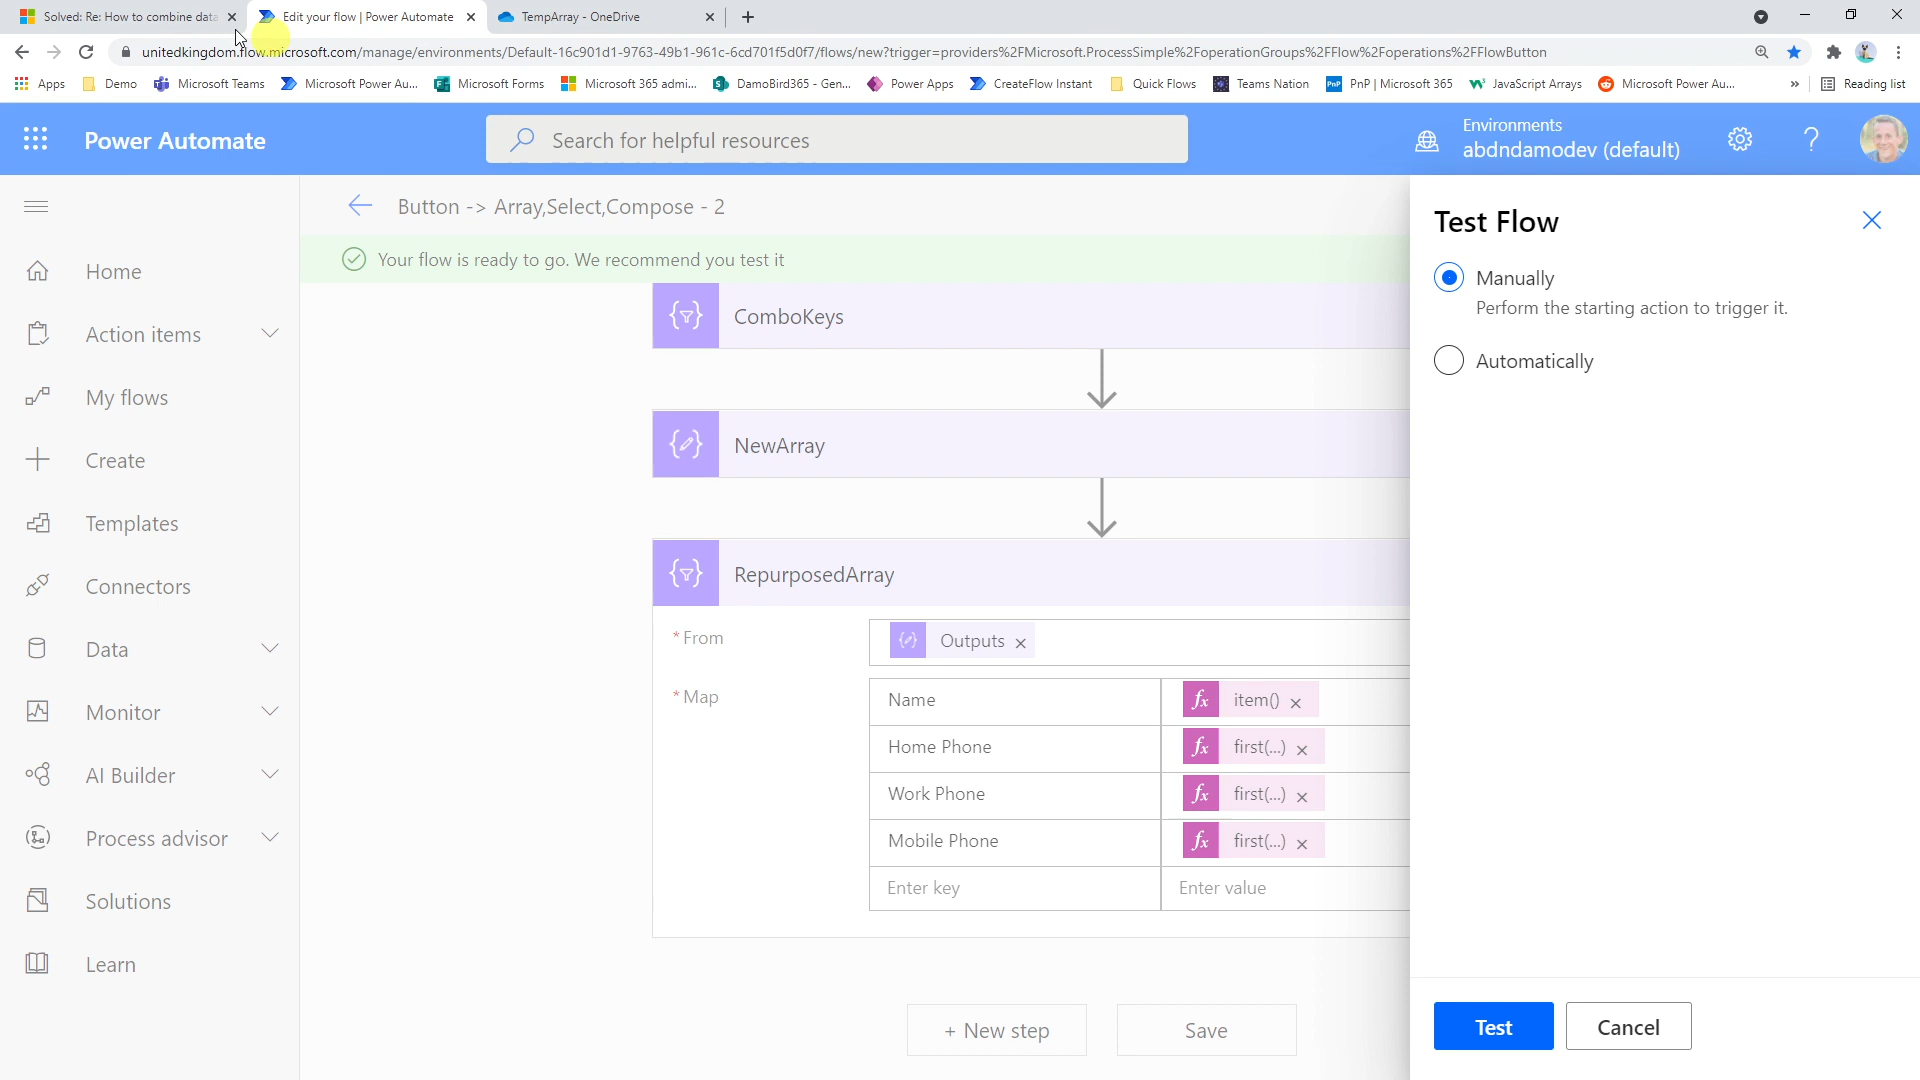 Solved: Re: How to combine data
Edit your flow | Power Automate
TempArray - OneDrive
unitedkingdom.flow.microsoft.com/manage/environments/Default-16c901d1-9763-49b1-961c-6cd701f5d0f7/flows/new?trigger=providers%2FMicrosoft.ProcessSimple%2FoperationGroups%2FFlow%2Foperations%2FFlowButton
Apps
Demo
Microsoft Teams
Microsoft Power Au...
Microsoft Forms
Microsoft 365 admi...
DamoBird365 - Gen...
Power Apps
CreateFlow Instant
Quick Flows
Teams Nation
PnP | Microsoft 365
JavaScript Arrays
Microsoft Power Au...
»
Reading list
Power Automate
Search for helpful resources
Environments
abdndamodev (default)
Home
Action items
My flows
Create
Templates
Connectors
Data
Monitor
AI Builder
Process advisor
Solutions
Learn
Button -> Array,Select,Compose - 2
Your flow is ready to go. We recommend you test it
ComboKeys
NewArray
RepurposedArray
* From
Outputs ×
* Map
Name
fx item() ×
Home Phone
fx first(...) ×
Work Phone
fx first(...) ×
Mobile Phone
fx first(...) ×
Enter key
Enter value
+ New step
Save
Test Flow
Manually
Perform the starting action to trigger it.
Automatically
Test
Cancel